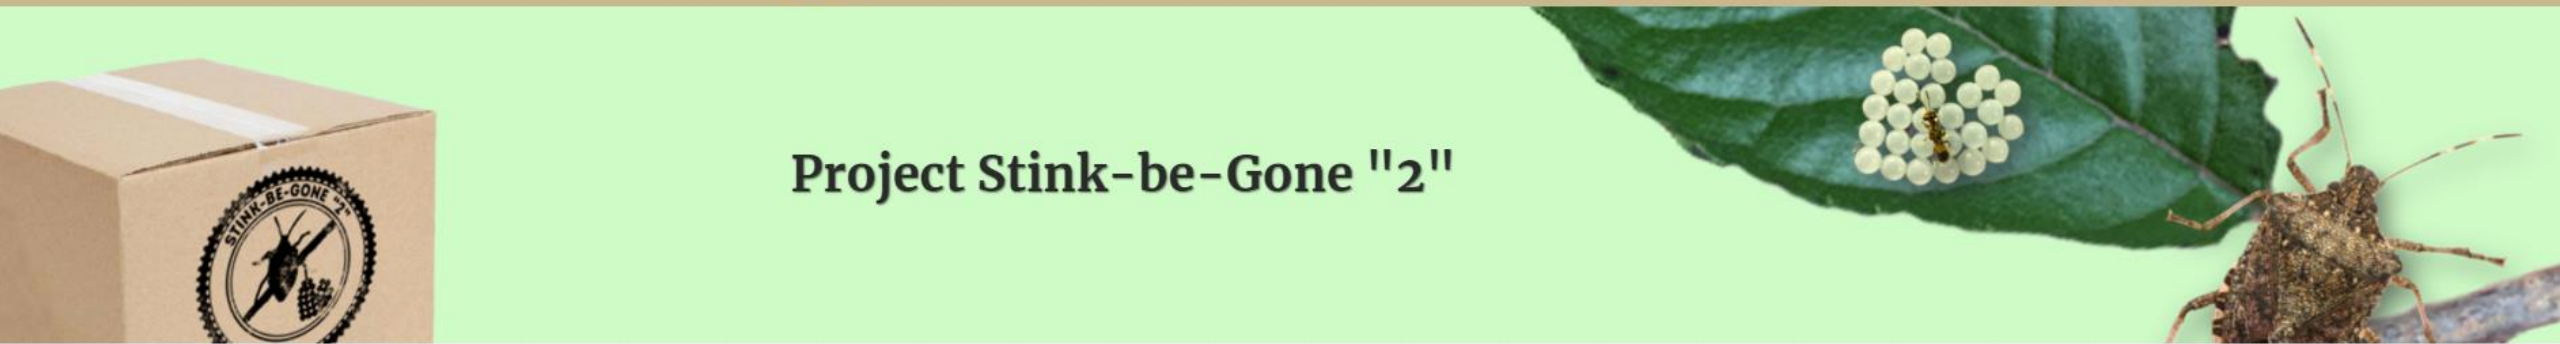 Project Stink-be-Gone "2"
STINK-BE-GONE "2"